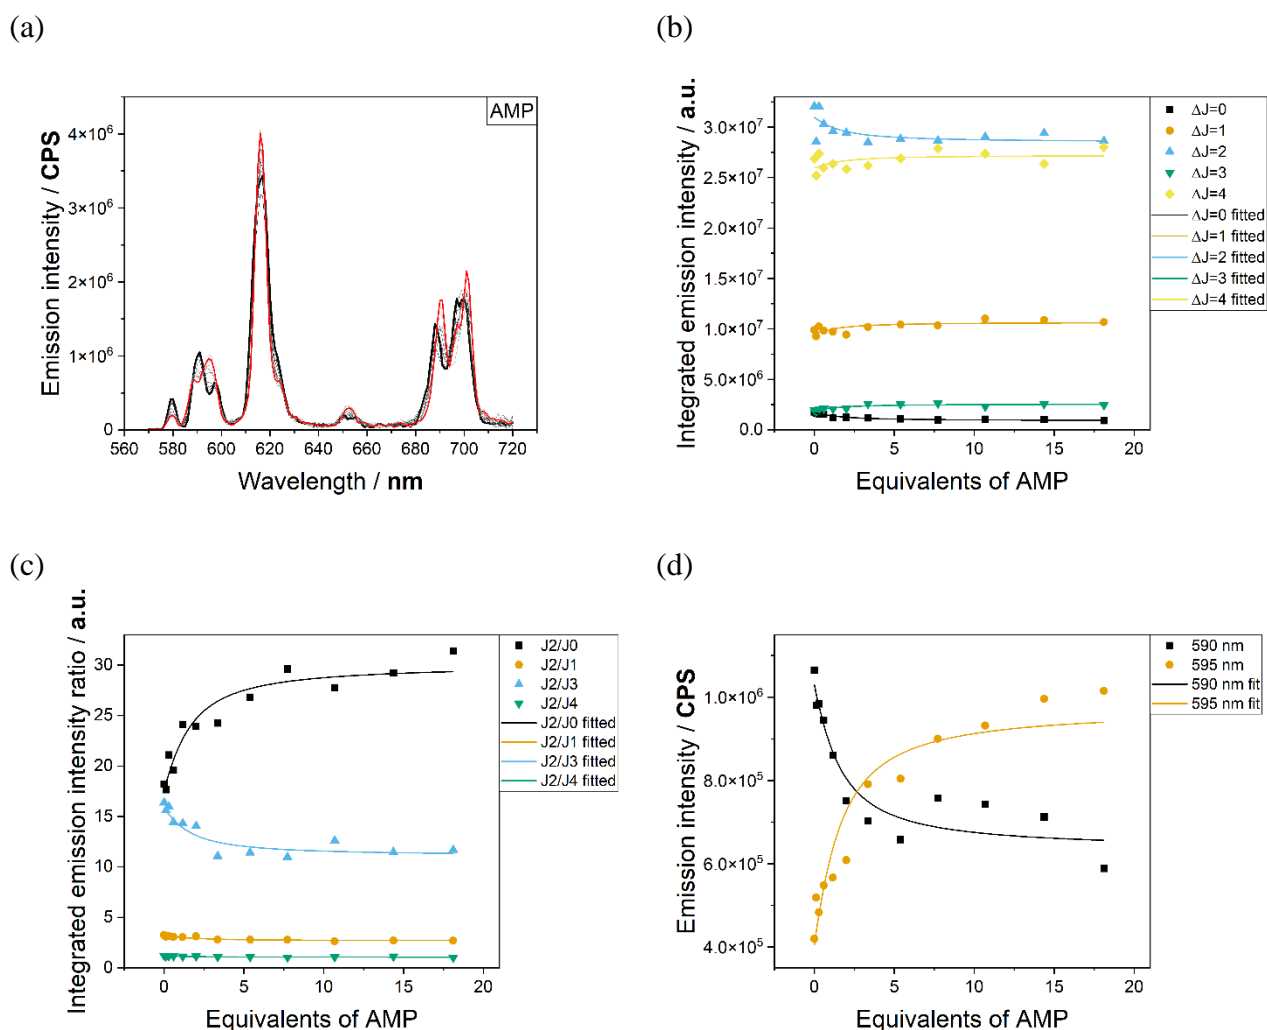 (a)
AMP
Emission intensity / CPS
4×10⁶
3×10⁶
2×10⁶
1×10⁶
0
560 580 600 620 640 660 680 700 720
Wavelength / nm
(b)
Integrated emission intensity / a.u.
3.0×10⁷
2.5×10⁷
2.0×10⁷
1.5×10⁷
1.0×10⁷
5.0×10⁶
0.0
0 5 10 15 20
Equivalents of AMP
ΔJ=0
ΔJ=1
ΔJ=2
ΔJ=3
ΔJ=4
ΔJ=0 fitted
ΔJ=1 fitted
ΔJ=2 fitted
ΔJ=3 fitted
ΔJ=4 fitted
(c)
Integrated emission intensity ratio / a.u.
30
25
20
15
10
5
0
0 5 10 15 20
Equivalents of AMP
J2/J0
J2/J1
J2/J3
J2/J4
J2/J0 fitted
J2/J1 fitted
J2/J3 fitted
J2/J4 fitted
(d)
Emission intensity / CPS
1.0×10⁶
8.0×10⁵
6.0×10⁵
4.0×10⁵
0 5 10 15 20
Equivalents of AMP
590 nm
595 nm
590 nm fit
595 nm fit